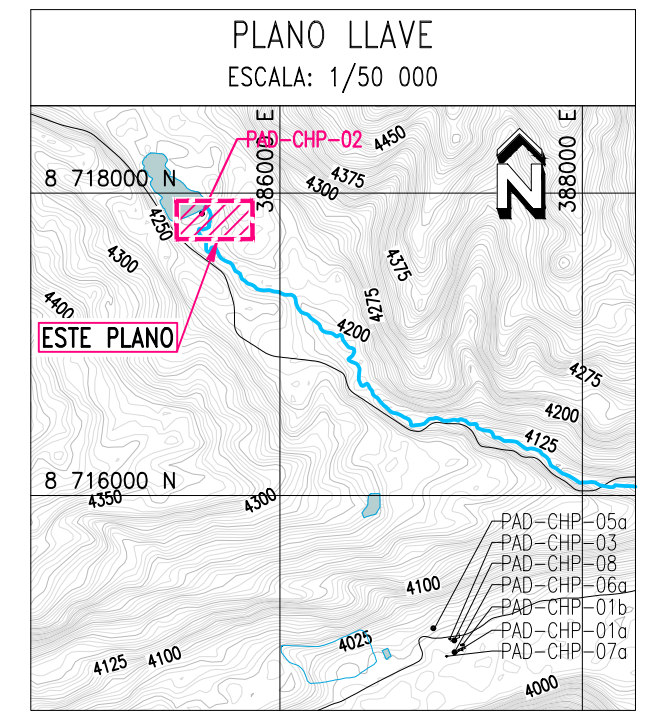 PLANO LLAVE
ESCALA: 1/50 000
386000 E
388000 E
PAD-CHP-02
4450
8 718000 N
4375
4300
4250
4300
4375
4400
4275
4200
ESTE PLANO
4275
4200
4125
8 716000 N
4350
4300
PAD-CHP-05a
PAD-CHP-03
PAD-CHP-08
4100
PAD-CHP-06a
PAD-CHP-01b
PAD-CHP-01a
4025
PAD-CHP-07a
4125
4100
4000
N